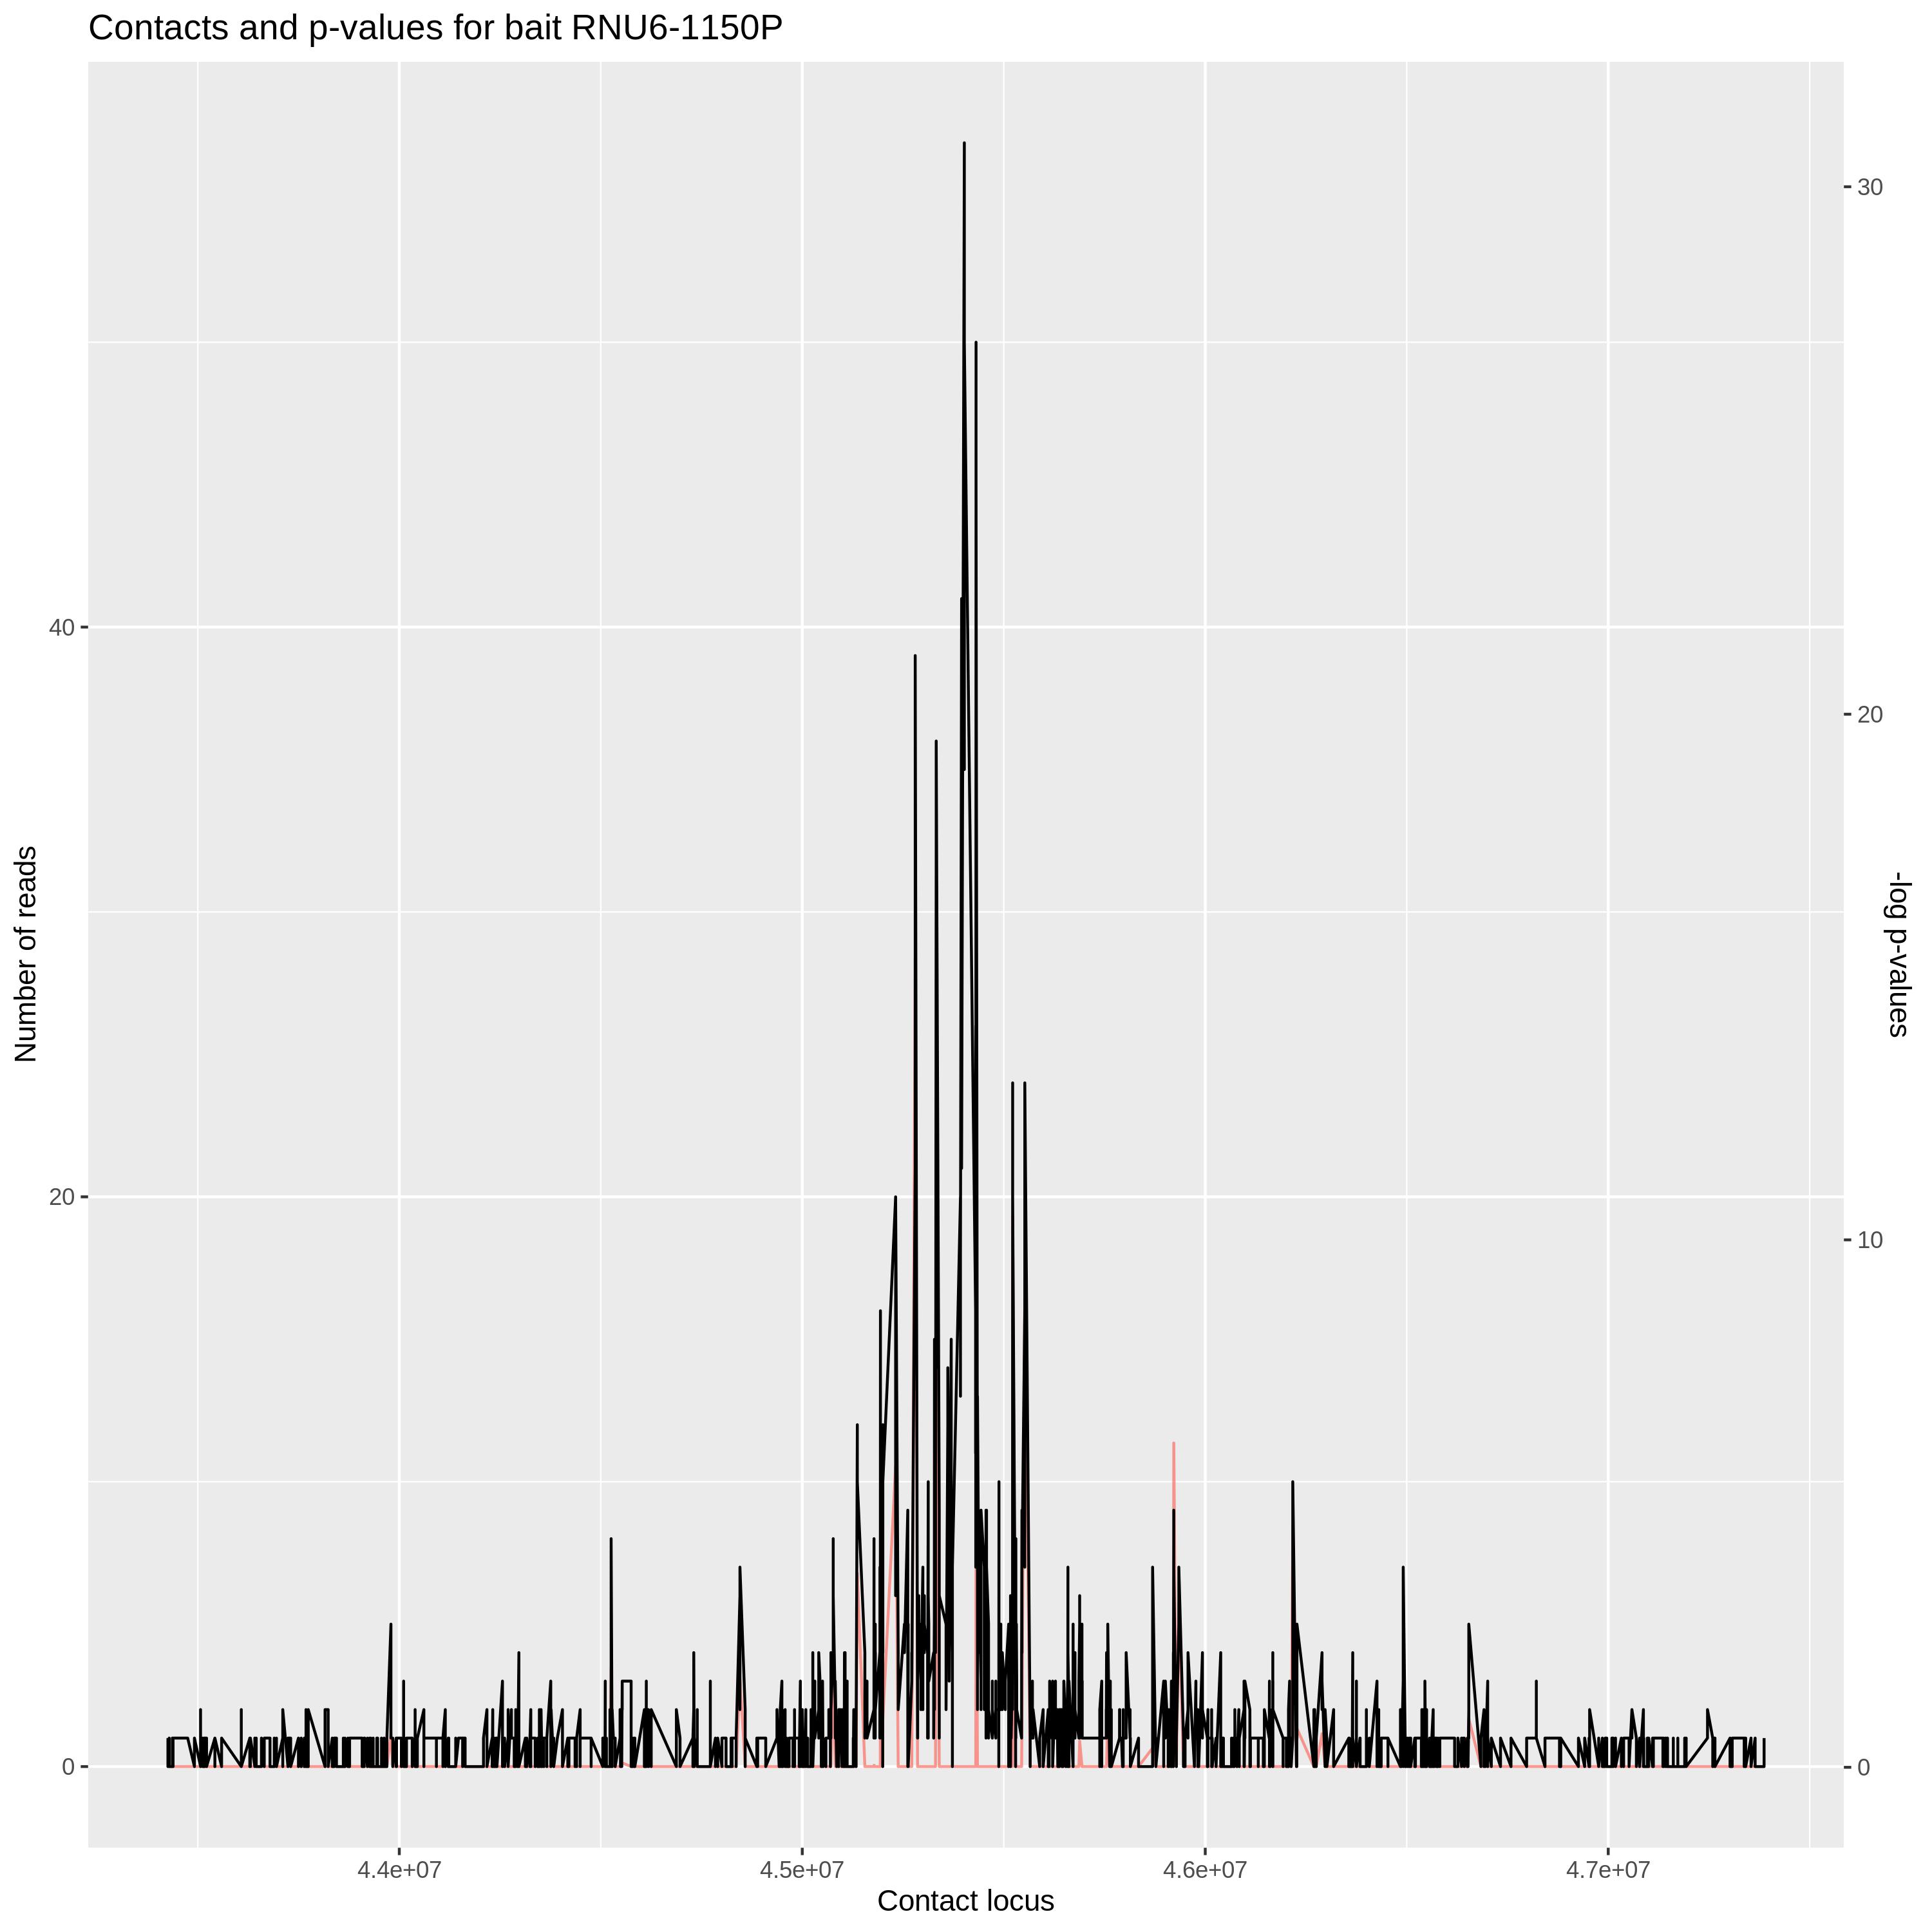 Contacts and p-values for bait RNU6-1150P
30
40
20
20
10
0
0
Number of reads
-log p-values
4.4e+07
4.5e+07
4.6e+07
4.7e+07
Contact locus